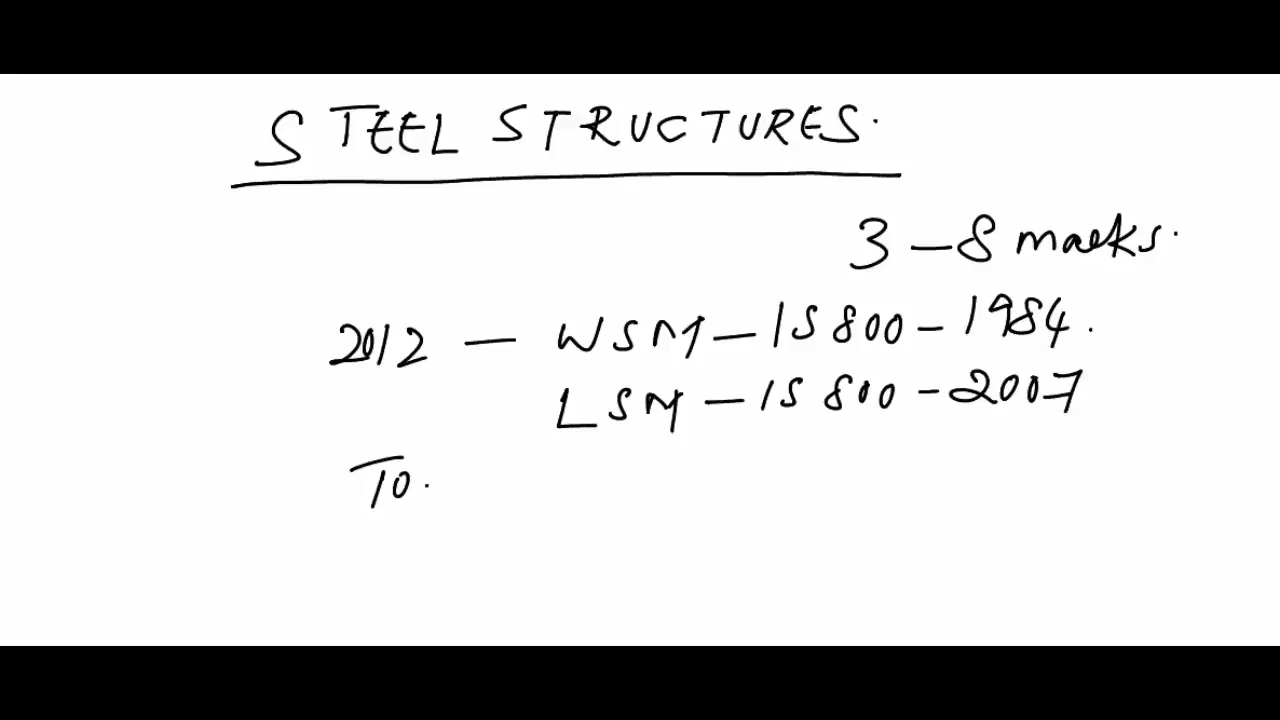 STEEL STRUCTURES.
3 - 8 marks.
2012 - WSM - IS 800 - 1984.
LSM - IS 800 - 2007
To.